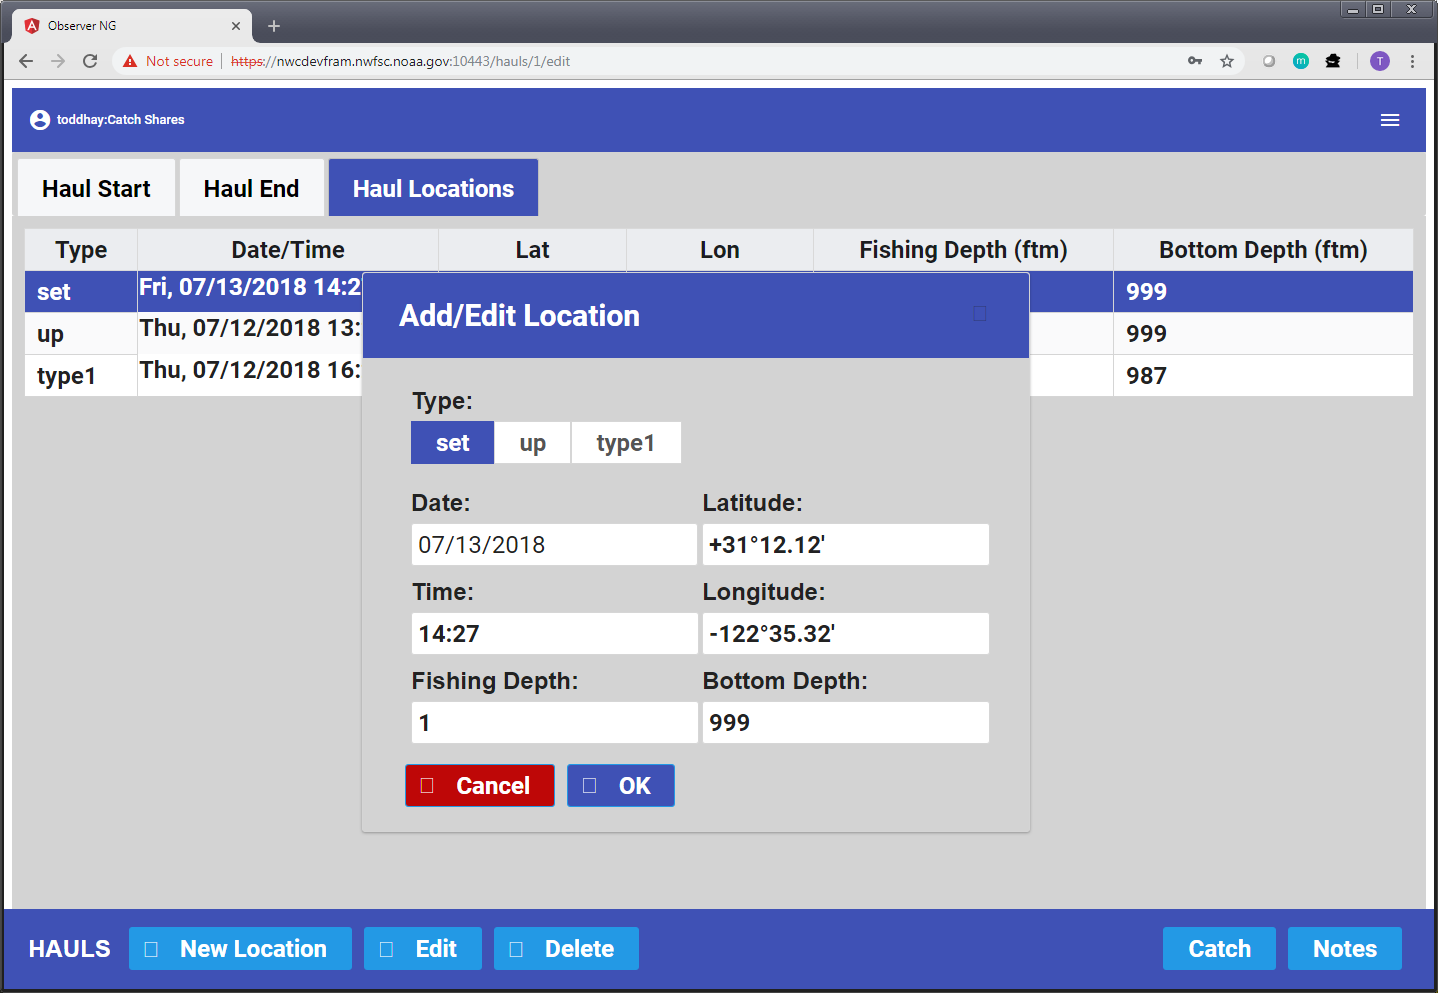 Observer NG
Not secure https://nwcdevfram.nwfsc.noaa.gov:10443/hauls/1/edit
m
T
toddhay:Catch Shares
Haul Start Haul End Haul Locations
Type Date/Time Lat Lon Fishing Depth (ftm) Bottom Depth (ftm)
set Fri, 07/13/2018 14:2 999
up Thu, 07/12/2018 13: 999
type1 Thu, 07/12/2018 16: 987
Add/Edit Location
Type:
set up type1
Date: Latitude:
07/13/2018 +31°12.12'
Time: Longitude:
14:27 -122°35.32'
Fishing Depth: Bottom Depth:
1 999
Cancel OK
HAULS New Location Edit Delete Catch Notes